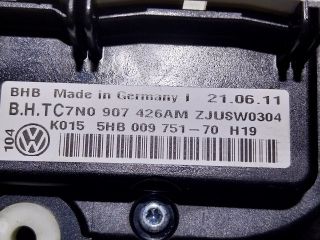 BHB Made in Germany I 21.06.11
B.H.TC7N0 907 426AM ZJUSW0304
104 K015 5HB 009 751-70 H19